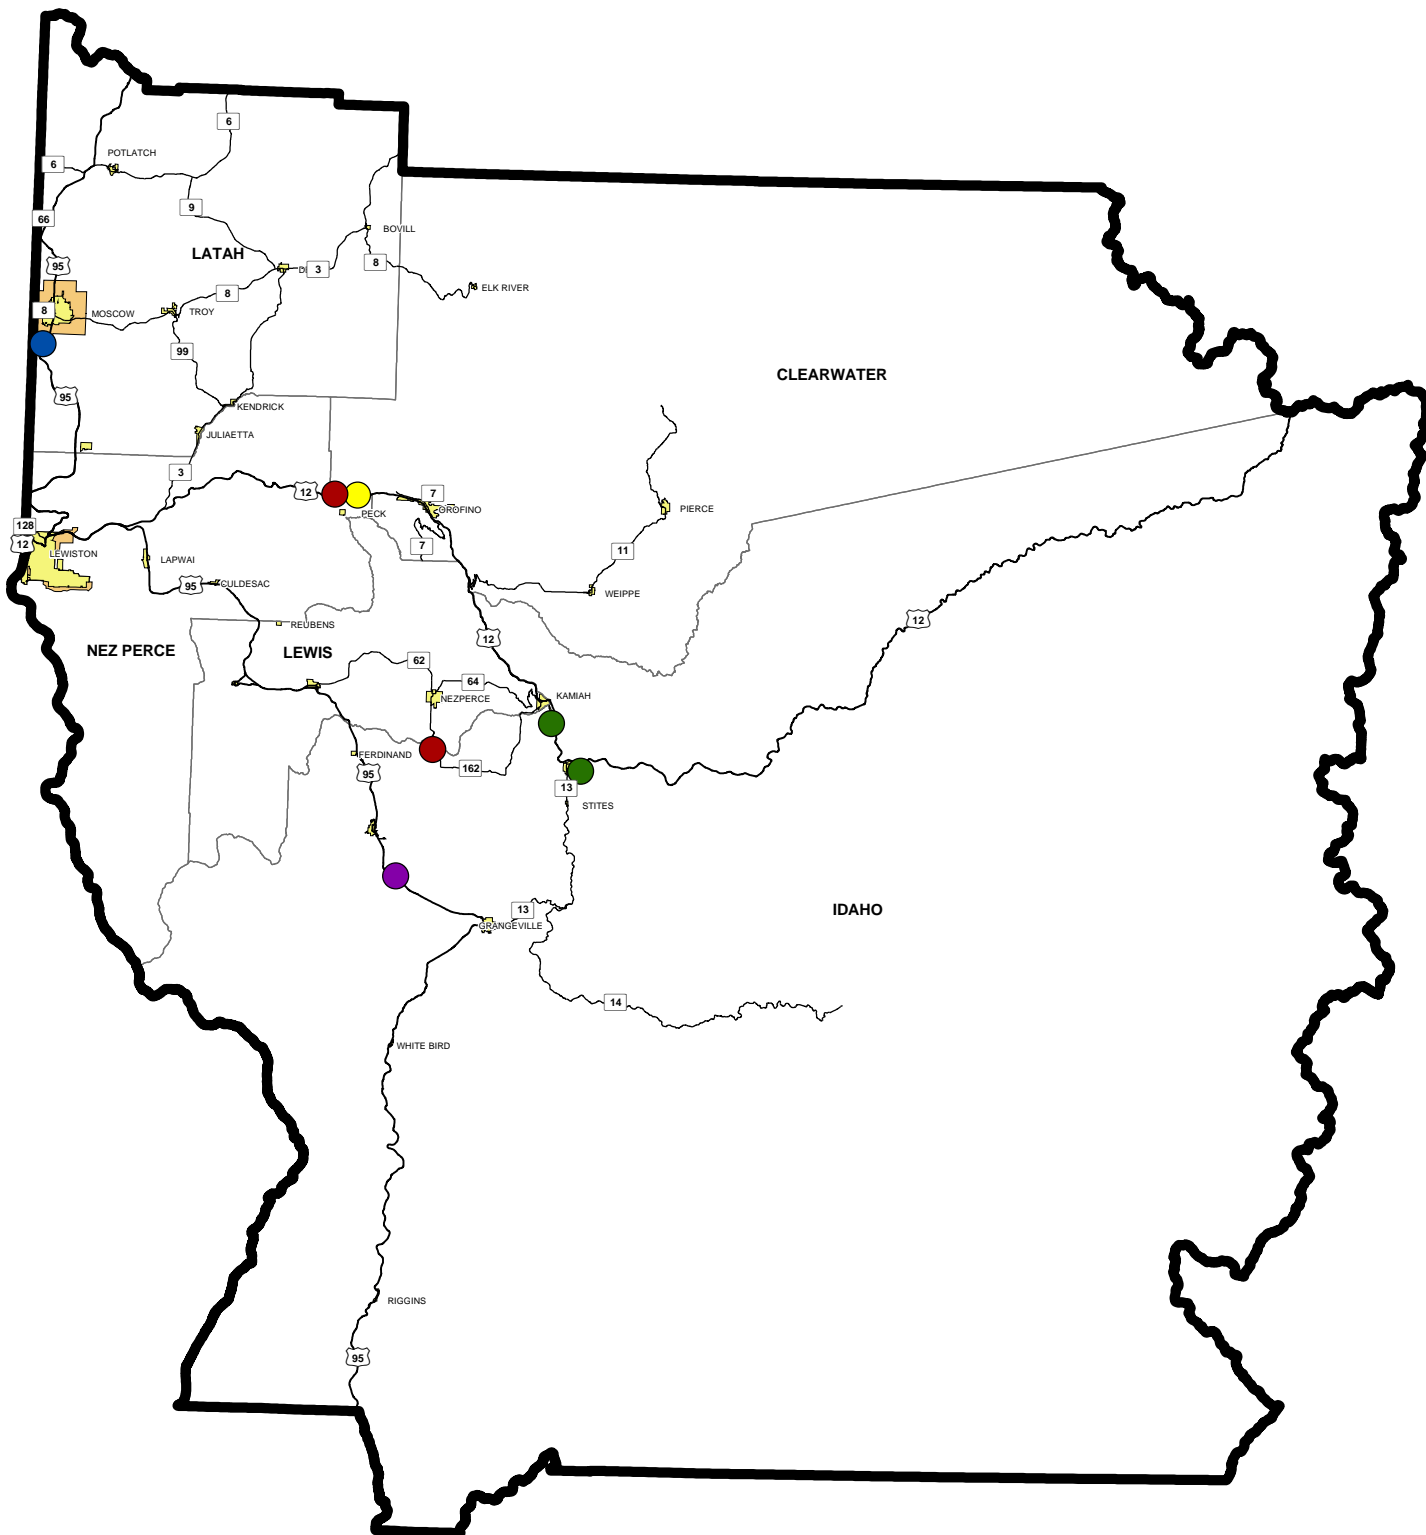 6
POTLATCH
6
9
66
BOVILL
LATAH
95
8
3
D
ELK RIVER
8
8
MOSCOW
TROY
99
CLEARWATER
95
KENDRICK
JULIAETTA
3
12
7
PECK
OROFINO
PIERCE
128
12
LEWISTON
7
11
LAPWAI
95
CULDESAC
WEIPPE
REUBENS
12
12
NEZ PERCE
LEWIS
62
64
NEZPERCE
KAMIAH
FERDINAND
95
162
13
STITES
13
IDAHO
GRANGEVILLE
14
WHITE BIRD
RIGGINS
95